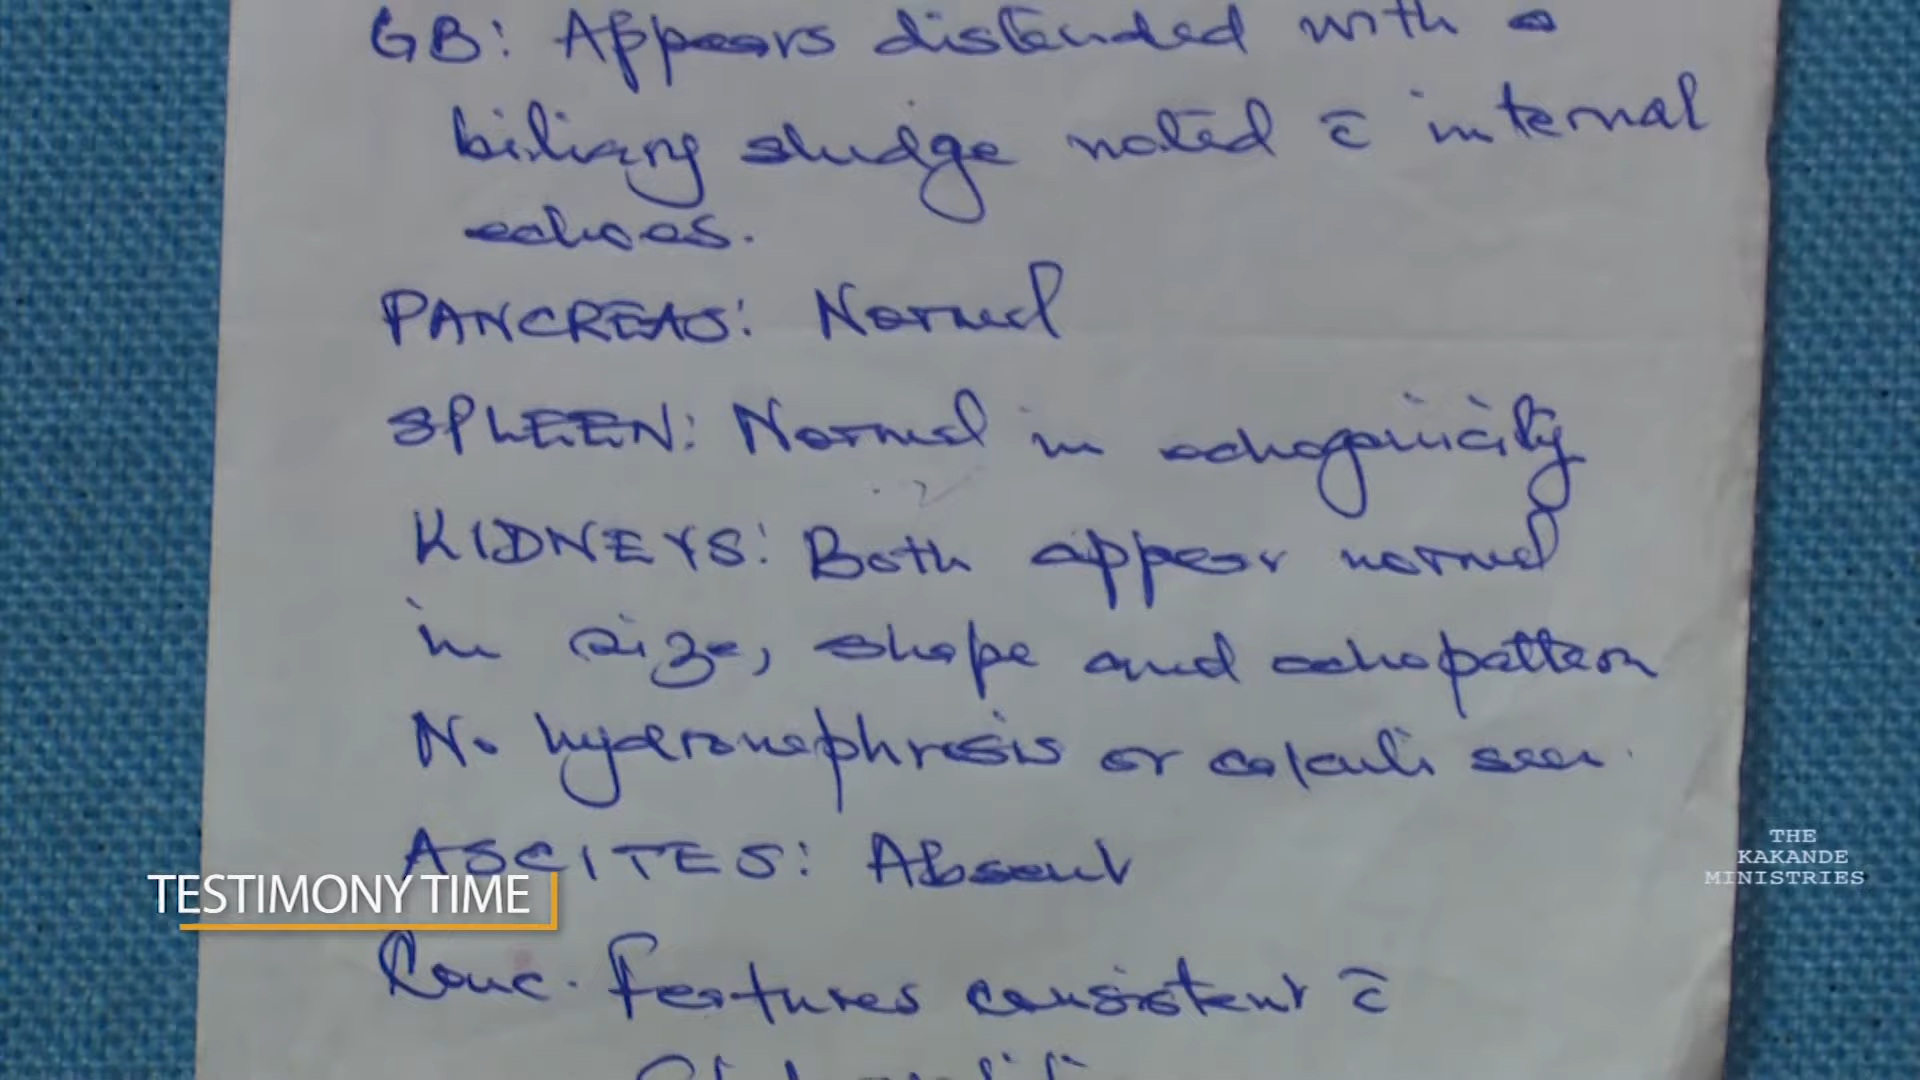 GB: Appears distended with a
biliary sludge noted c̄ internal
echoes.
PANCREAS: Normal
SPLEEN: Normal in echogenicity
KIDNEYS: Both appear normal
in size, shape and echopattern
No hydronephrosis or calculi seen.
ASCITES: Absent
Conc. Features consistent c̄
TESTIMONY TIME
THE
KAKANDE
MINISTRIES